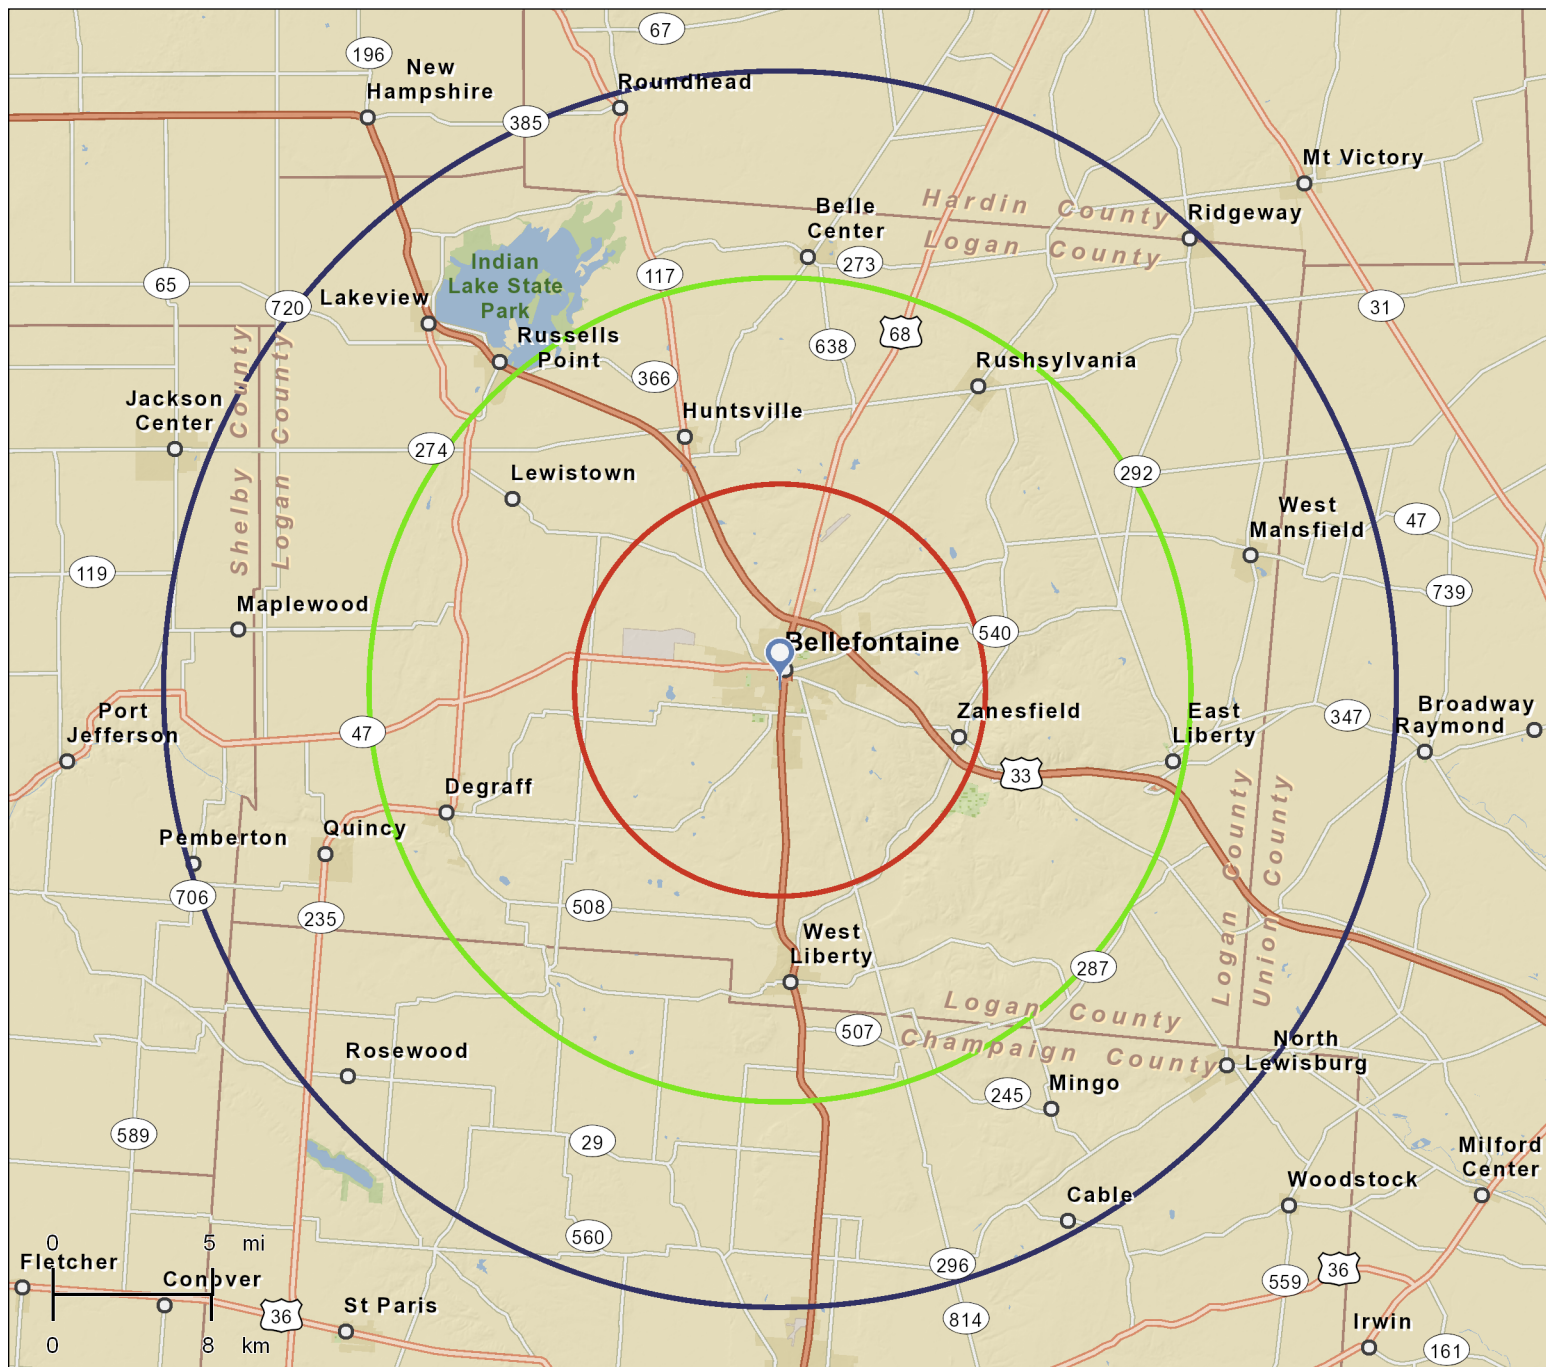 67
196
New
Hampshire
Roundhead
385
Mt Victory
Belle
Center
Hardin County
Ridgeway
Logan County
273
Indian
Lake State
Park
117
65
720
Lakeview
31
Russells
Point
68
638
Rushsylvania
366
Jackson
Center
Huntsville
Shelby County
Logan County
274
Lewistown
292
West
Mansfield
47
119
739
Maplewood
540
Bellefontaine
Port
Jefferson
47
Zanesfield
East
Liberty
347
Broadway
Raymond
33
Degraff
Quincy
Pemberton
Logan County
Union County
706
235
508
West
Liberty
287
Logan County
507
Champaign County
North
Lewisburg
Rosewood
245
Mingo
589
29
Milford
Center
Woodstock
Cable
560
0 5 mi
296
Fletcher
Conover
559
36
36
St Paris
814
Irwin
0 8 km
161